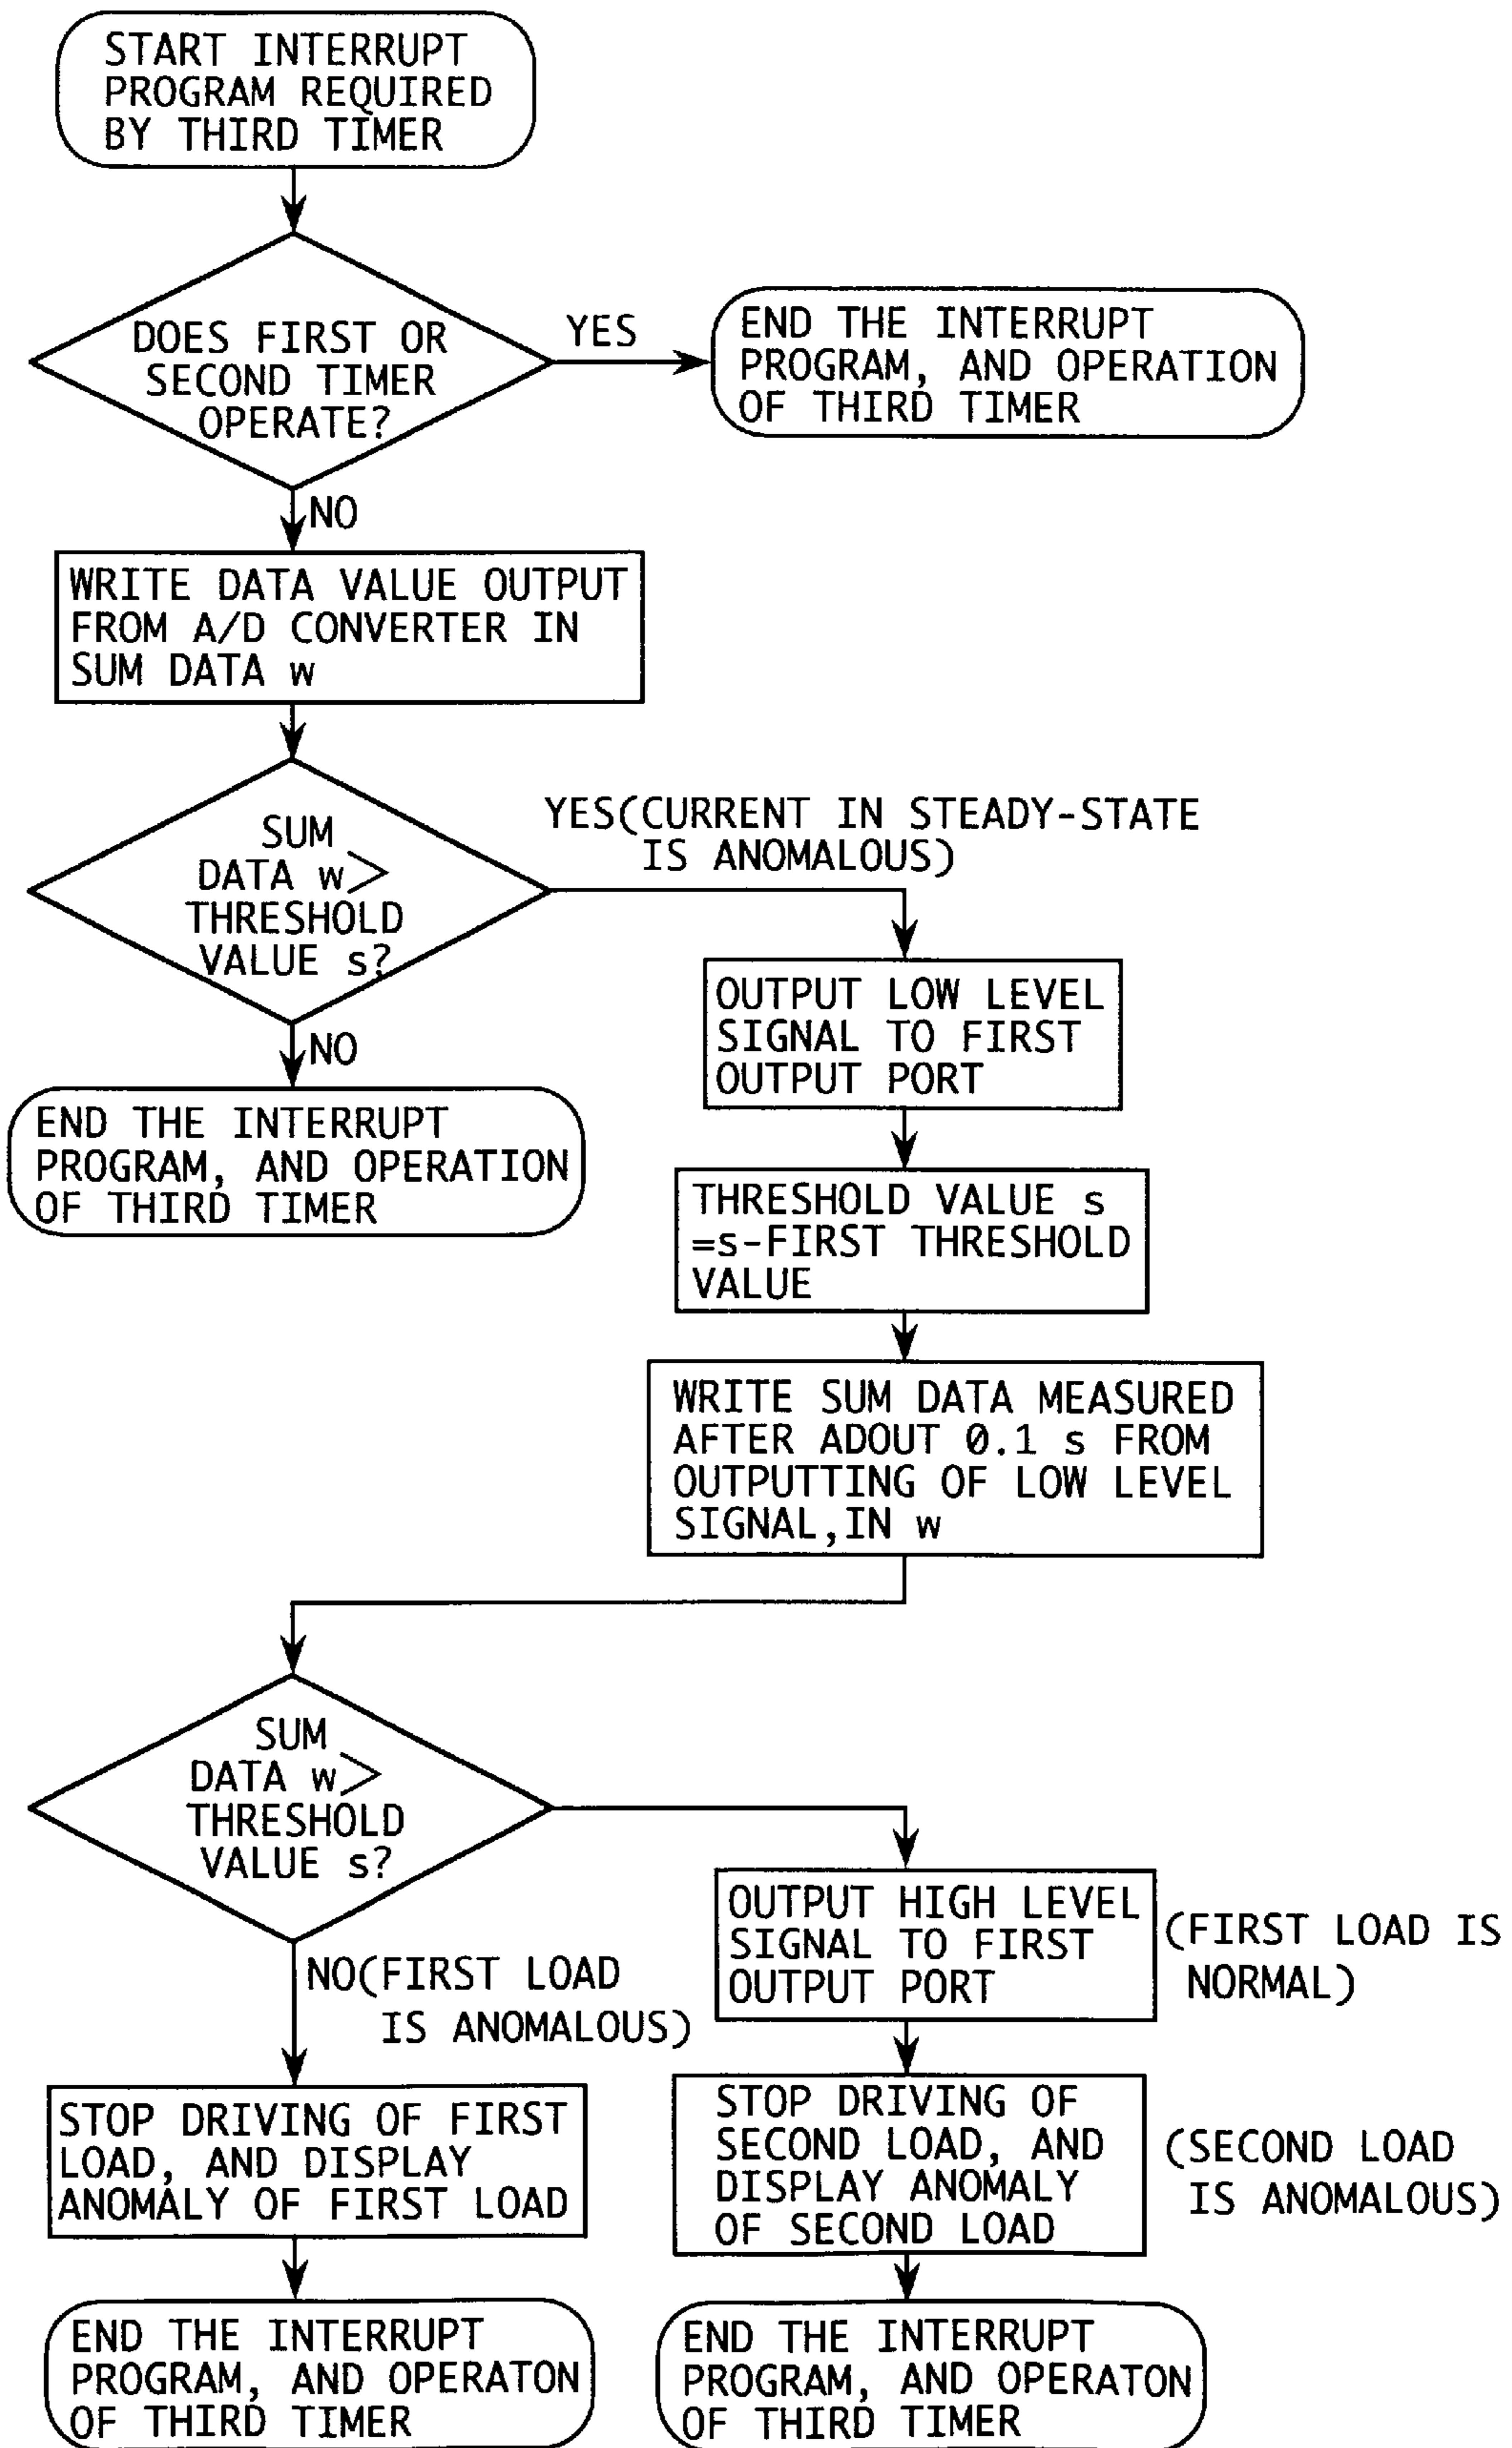 START INTERRUPT
PROGRAM REQUIRED
BY THIRD TIMER
DOES FIRST OR
SECOND TIMER
OPERATE?
YES
END THE INTERRUPT
PROGRAM, AND OPERATION
OF THIRD TIMER
NO
WRITE DATA VALUE OUTPUT
FROM A/D CONVERTER IN
SUM DATA w
SUM
DATA w>
THRESHOLD
VALUE s?
YES(CURRENT IN STEADY-STATE
IS ANOMALOUS)
NO
END THE INTERRUPT
PROGRAM, AND OPERATION
OF THIRD TIMER
OUTPUT LOW LEVEL
SIGNAL TO FIRST
OUTPUT PORT
THRESHOLD VALUE s
=s-FIRST THRESHOLD
VALUE
WRITE SUM DATA MEASURED
AFTER ADOUT 0.1 s FROM
OUTPUTTING OF LOW LEVEL
SIGNAL,IN w
SUM
DATA w>
THRESHOLD
VALUE s?
NO(FIRST LOAD
IS ANOMALOUS)
OUTPUT HIGH LEVEL
SIGNAL TO FIRST
OUTPUT PORT
(FIRST LOAD IS
NORMAL)
STOP DRIVING OF FIRST
LOAD, AND DISPLAY
ANOMALY OF FIRST LOAD
STOP DRIVING OF
SECOND LOAD, AND
DISPLAY ANOMALY
OF SECOND LOAD
(SECOND LOAD
IS ANOMALOUS)
END THE INTERRUPT
PROGRAM, AND OPERATON
OF THIRD TIMER
END THE INTERRUPT
PROGRAM, AND OPERATON
OF THIRD TIMER